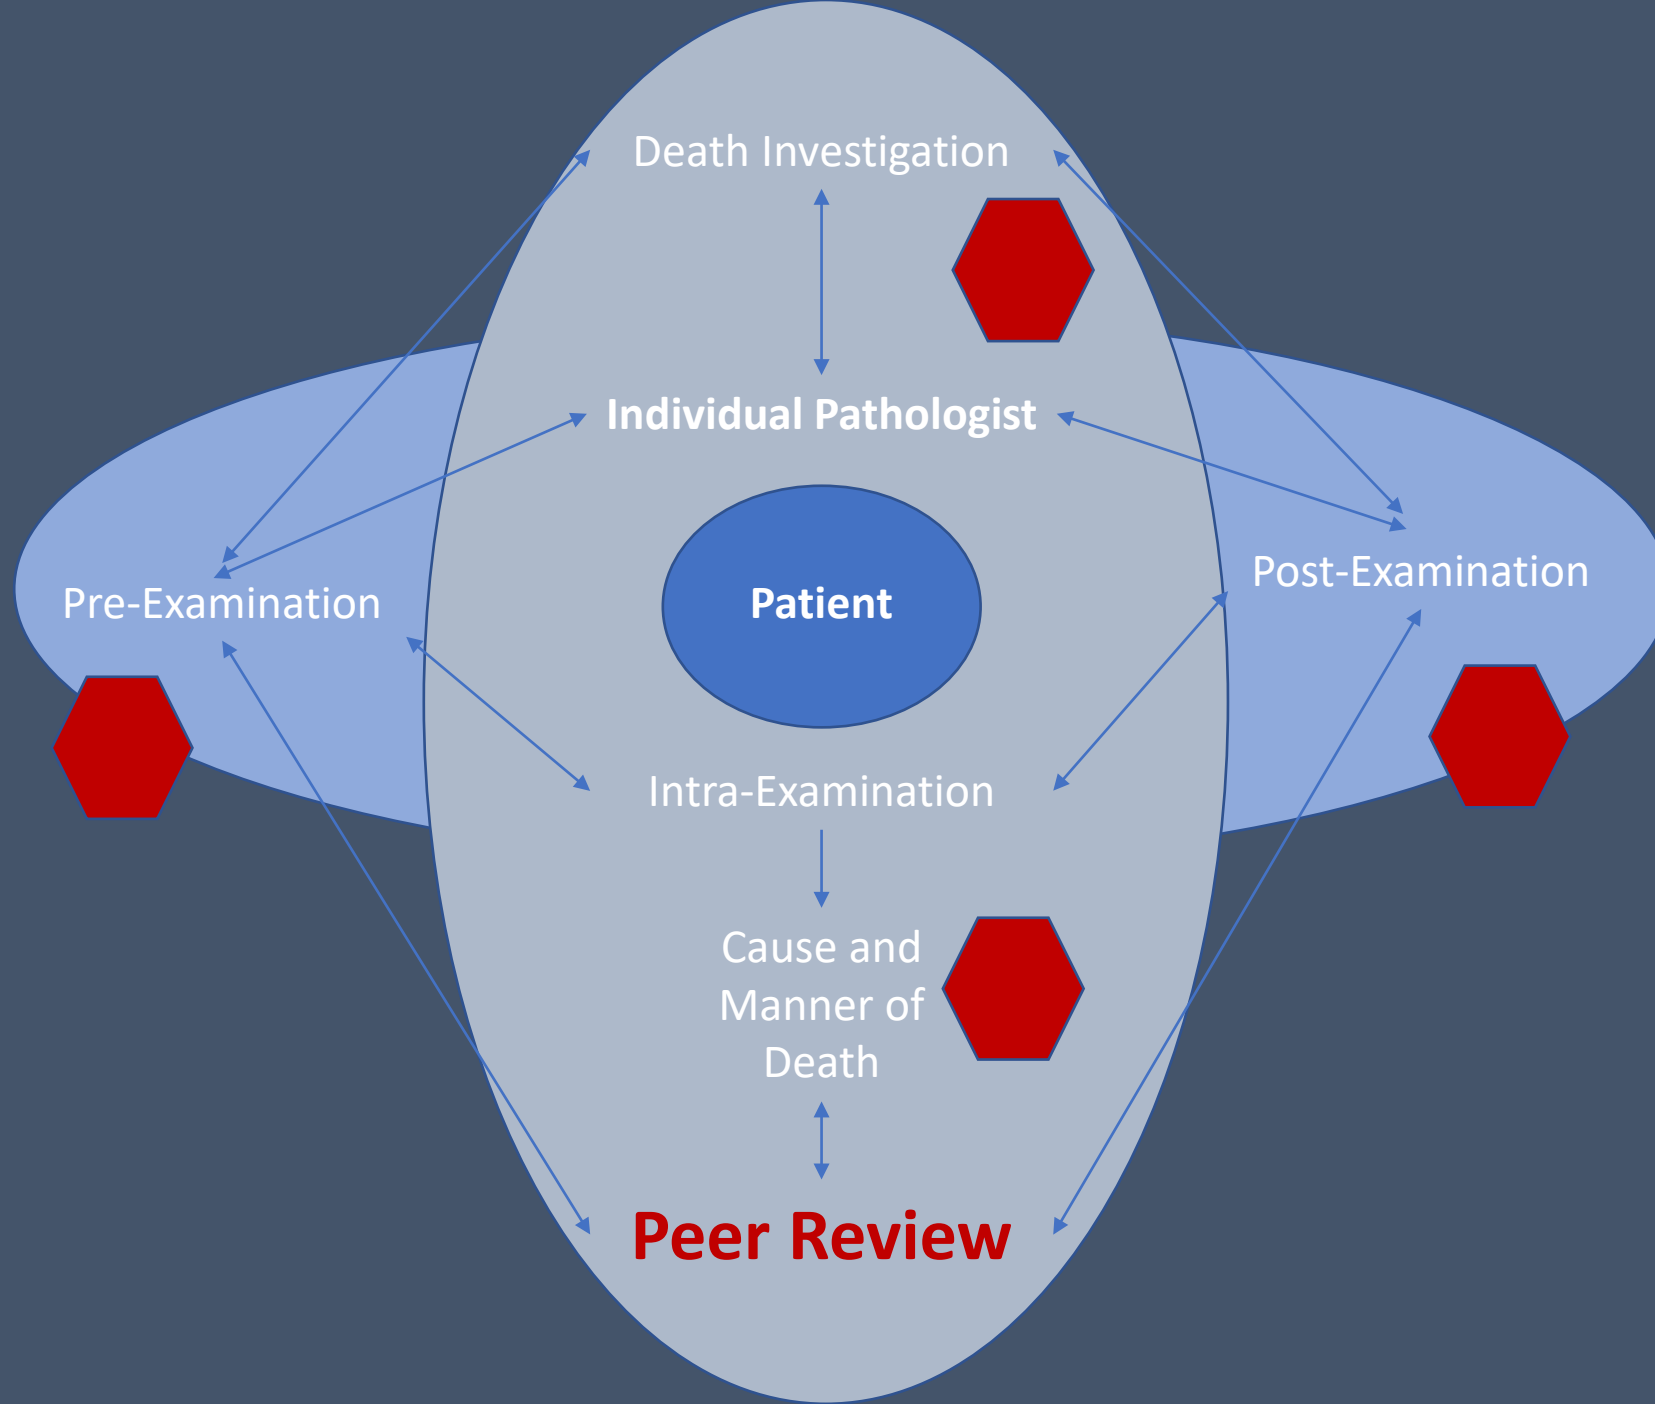 Death Investigation
Individual Pathologist
Pre-Examination
Patient
Post-Examination
Intra-Examination
Cause and
Manner of
Death
Peer Review